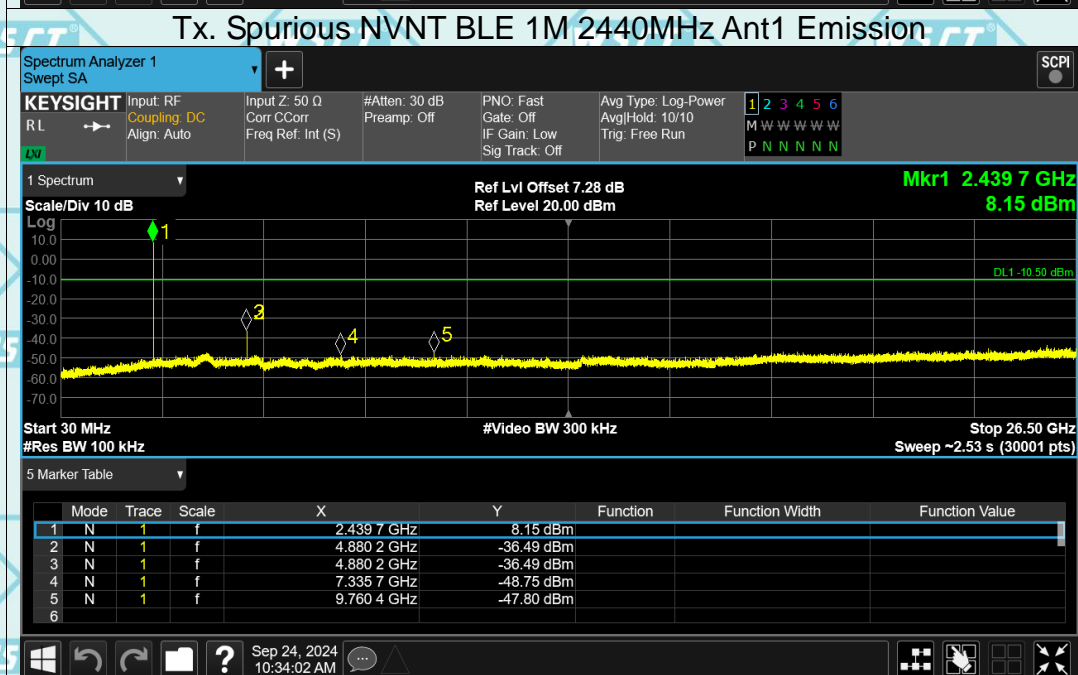 Tx. Spurious NVNT BLE 1M 2440MHz Ant1 Emission
Spectrum Analyzer 1
Swept SA
+
SCPI
KEYSIGHT
R L
LXI
Input: RF
Coupling: DC
Align: Auto
Input Z: 50 Ω
Corr CCorr
Freq Ref: Int (S)
#Atten: 30 dB
Preamp: Off
PNO: Fast
Gate: Off
IF Gain: Low
Sig Track: Off
Avg Type: Log-Power
Avg|Hold: 10/10
Trig: Free Run
1 2 3 4 5 6
M W W W W W
P N N N N N
1 Spectrum
Ref Lvl Offset 7.28 dB
Mkr1 2.439 7 GHz
Scale/Div 10 dB
Ref Level 20.00 dBm
8.15 dBm
Log
10.0
0.00
-10.0
-20.0
-30.0
-40.0
-50.0
-60.0
-70.0
1
4
5
DL1 -10.50 dBm
Start 30 MHz
#Video BW 300 kHz
Stop 26.50 GHz
#Res BW 100 kHz
Sweep ~2.53 s (30001 pts)
5 Marker Table
Mode Trace Scale X Y Function Function Width Function Value
1 N 1 f 2.439 7 GHz 8.15 dBm
2 N 1 f 4.880 2 GHz -36.49 dBm
3 N 1 f 4.880 2 GHz -36.49 dBm
4 N 1 f 7.335 7 GHz -48.75 dBm
5 N 1 f 9.760 4 GHz -47.80 dBm
6
?
Sep 24, 2024
10:34:02 AM